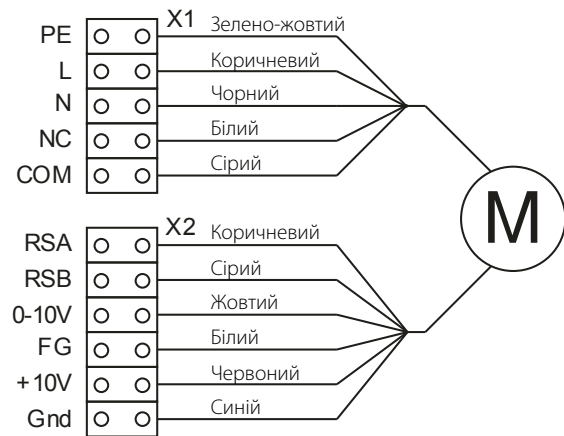 X1
PE Зелено-жовтий
L Коричневий
N Чорний
NC Білий
COM Сірий
M
X2
RSA Коричневий
RSB Сірий
0-10V Жовтий
FG Білий
+10V Червоний
Gnd Синій